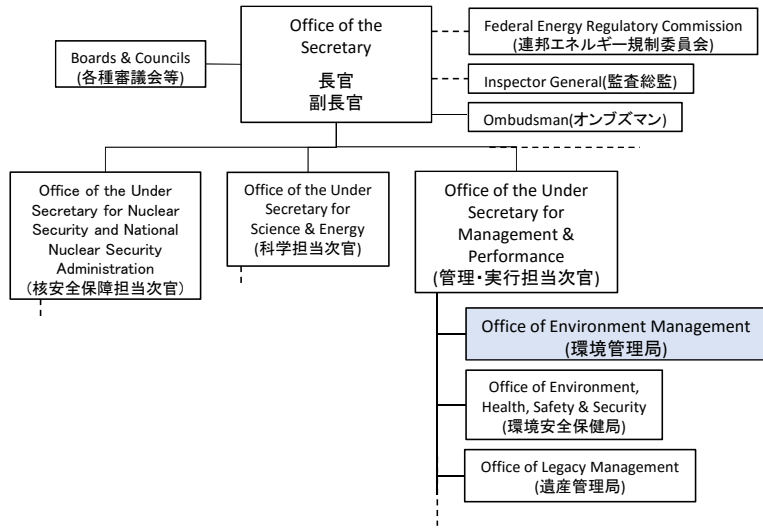 Office of the
Secretary
長官
副長官
Boards & Councils
(各種審議会等)
Federal Energy Regulatory Commission
(連邦エネルギー規制委員会)
Inspector General(監査総監)
Ombudsman(オンブズマン)
Office of the Under
Secretary for Nuclear
Security and National
Nuclear Security
Administration
(核安全保障担当次官)
Office of the Under
Secretary for
Science & Energy
(科学担当次官)
Office of the Under
Secretary for
Management &
Performance
(管理・実行担当次官)
Office of Environment Management
(環境管理局)
Office of Environment,
Health, Safety & Security
(環境安全保健局)
Office of Legacy Management
(遺産管理局)